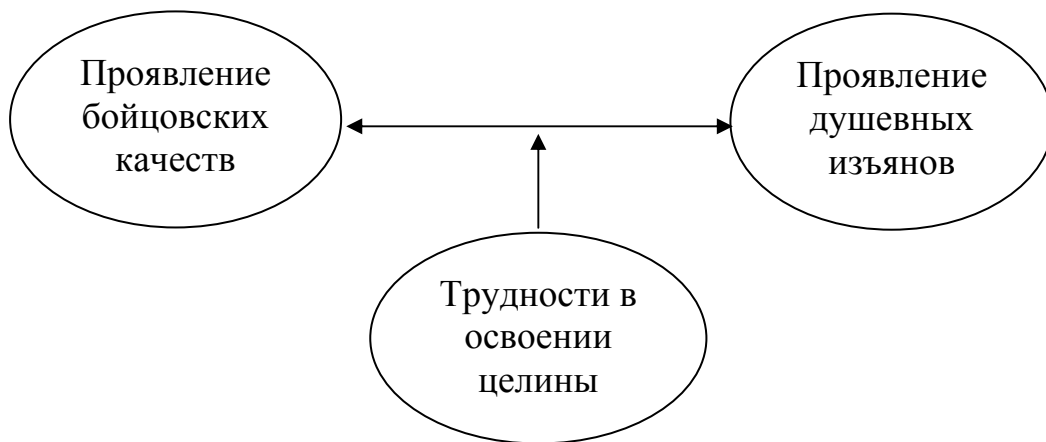 Проявление
бойцовских
качеств
Проявление
душевных
изъянов
Трудности в
освоении
целины